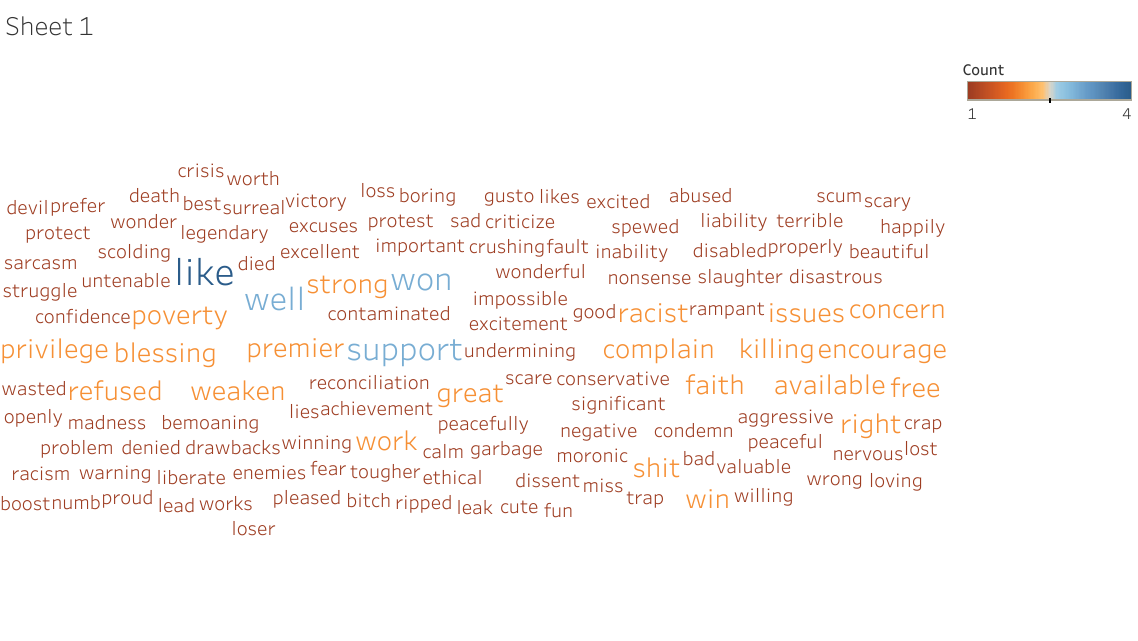 Sheet 1
Count
1 4
crisis worth
death best surreal victory loss boring gusto likes excited abused scum scary
devil prefer
wonder legendary excuses protest sad criticize spewed liability terrible happily
protect
scolding died excellent important crushing fault inability disabled properly beautiful
sarcasm untenable like strong won wonderful nonsense slaughter disastrous
struggle well impossible
confidence poverty contaminated excitement good racist rampant issues concern
privilege blessing premier support undermining complain killing encourage
wasted refused weaken reconciliation great scare conservative faith available free
lies achievement significant
openly madness bemoaning peacefully negative condemn aggressive right crap
problem denied drawbacks winning work calm garbage moronic peaceful nervous lost
racism warning liberate enemies fear tougher ethical dissent miss shit bad valuable wrong loving
boost numb proud lead works pleased bitch ripped leak cute fun trap win willing
loser